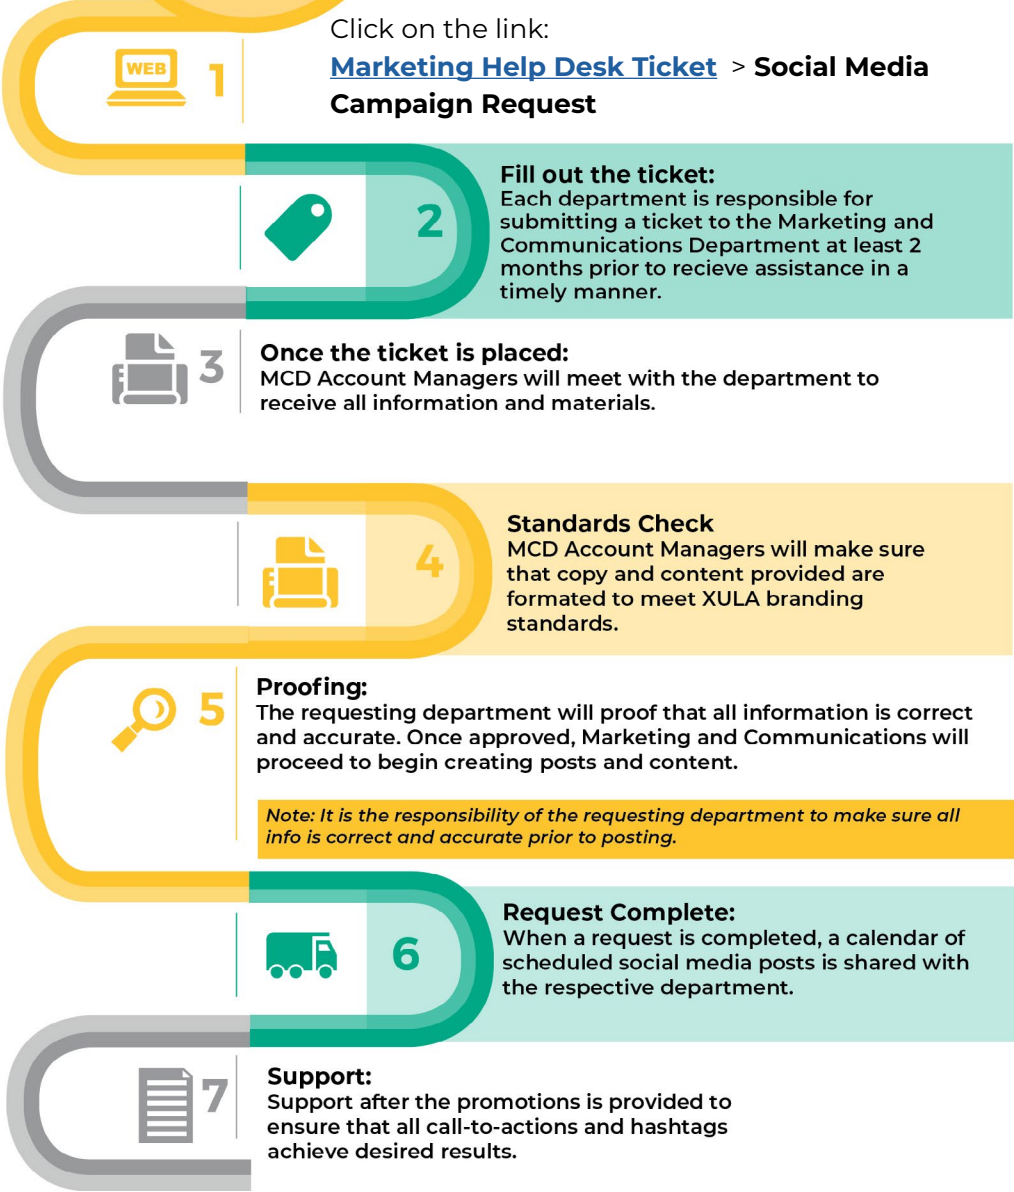 Click on the link:
WEB
1
Marketing Help Desk Ticket > Social Media
Campaign Request
2
Fill out the ticket:
Each department is responsible for
submitting a ticket to the Marketing and
Communications Department at least 2
months prior to recieve assistance in a
timely manner.
3
Once the ticket is placed:
MCD Account Managers will meet with the department to
receive all information and materials.
4
Standards Check
MCD Account Managers will make sure
that copy and content provided are
formated to meet XULA branding
standards.
5
Proofing:
The requesting department will proof that all information is correct
and accurate. Once approved, Marketing and Communications will
proceed to begin creating posts and content.
Note: It is the responsibility of the requesting department to make sure all
info is correct and accurate prior to posting.
6
Request Complete:
When a request is completed, a calendar of
scheduled social media posts is shared with
the respective department.
7
Support:
Support after the promotions is provided to
ensure that all call-to-actions and hashtags
achieve desired results.